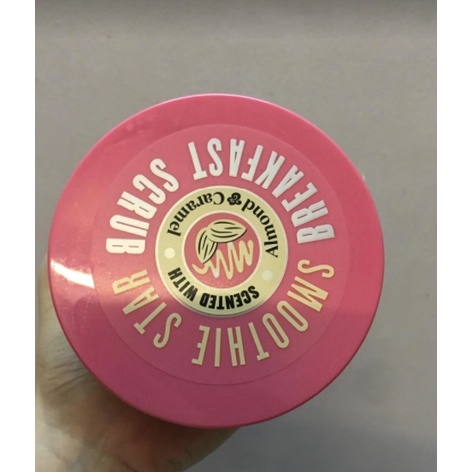 SMOOTHIE STAR
BREAKFAST SCRUB
SCENTED WITH
Almond & Caramel